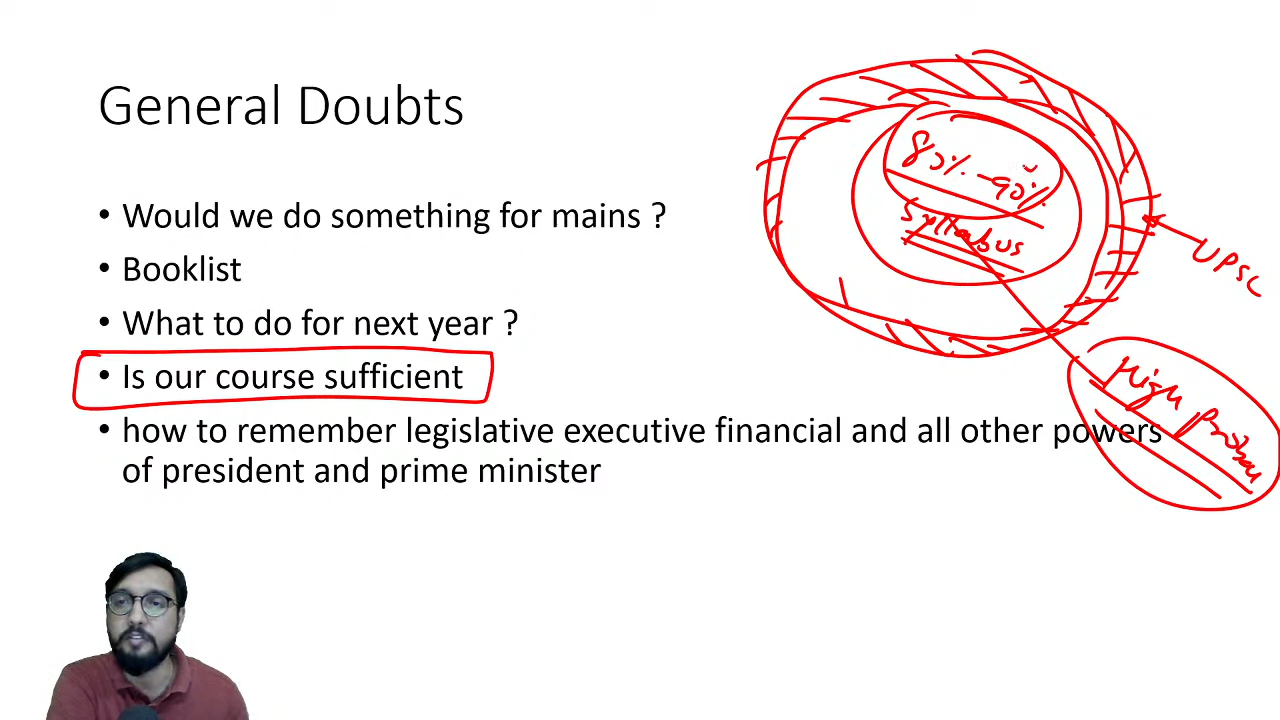 General Doubts
• Would we do something for mains ?
• Booklist
• What to do for next year ?
• Is our course sufficient
• how to remember legislative executive financial and all other powers
of president and prime minister
80% - 90%
Syllabus
UPSC
High